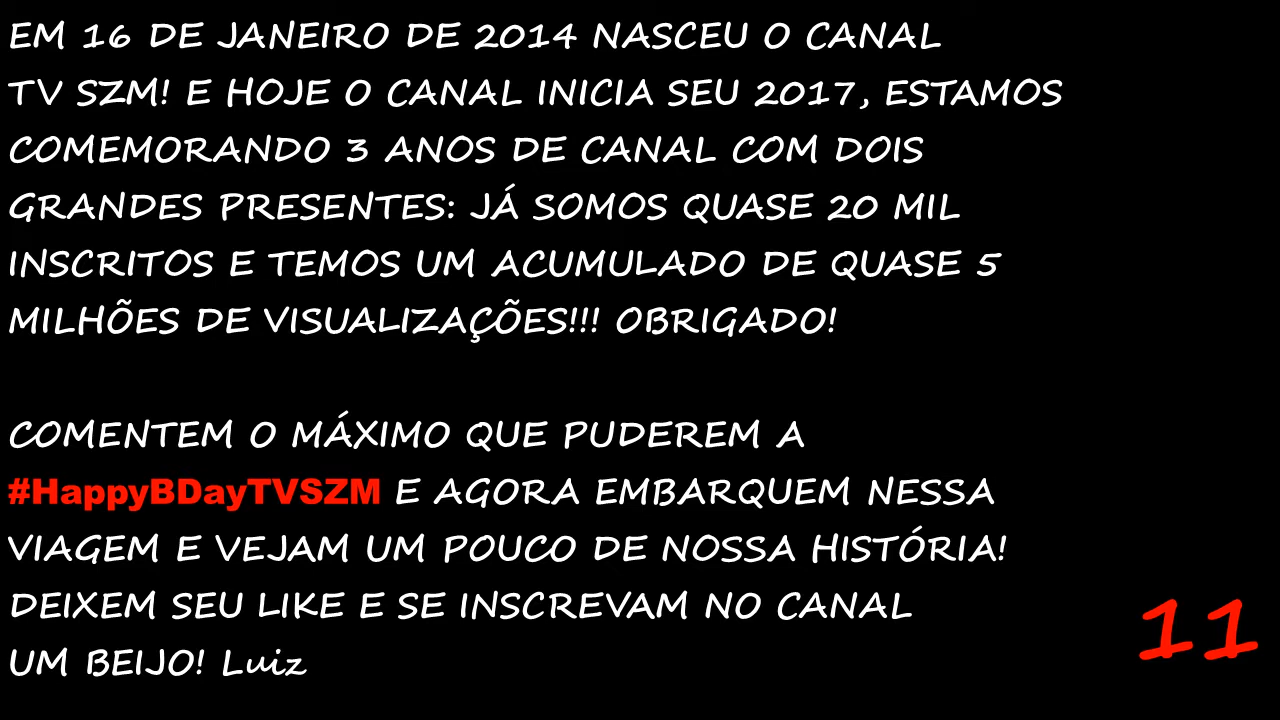 EM 16 DE JANEIRO DE 2014 NASCEU O CANAL
TV SZM! E HOJE O CANAL INICIA SEU 2017, ESTAMOS
COMEMORANDO 3 ANOS DE CANAL COM DOIS
GRANDES PRESENTES: JÁ SOMOS QUASE 20 MIL
INSCRITOS E TEMOS UM ACUMULADO DE QUASE 5
MILHÕES DE VISUALIZAÇÕES!!! OBRIGADO!
COMENTEM O MÁXIMO QUE PUDEREM A
#HappyBDayTVSZM E AGORA EMBARQUEM NESSA
VIAGEM E VEJAM UM POUCO DE NOSSA HISTÓRIA!
DEIXEM SEU LIKE E SE INSCREVAM NO CANAL
UM BEIJO! Luiz
11